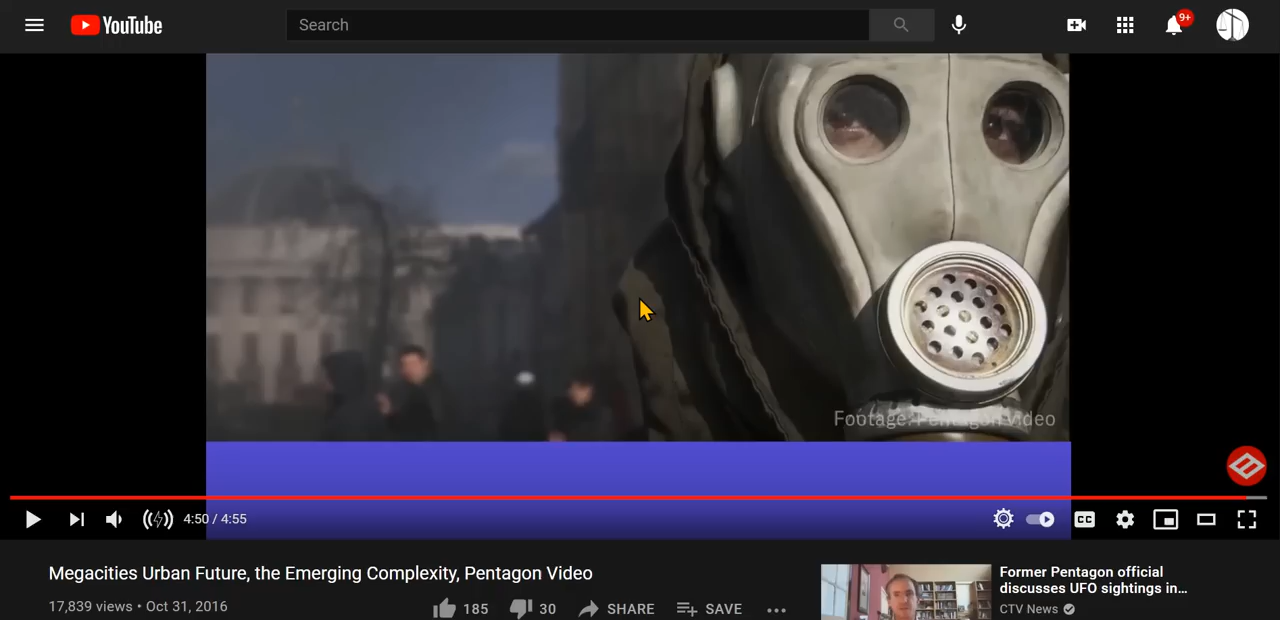 YouTube
Search
9+
Footage: Pentagon Video
4:50 / 4:55
CC
Megacities Urban Future, the Emerging Complexity, Pentagon Video
17,839 views • Oct 31, 2016
185
30
SHARE
SAVE
Former Pentagon official
discusses UFO sightings in...
CTV News